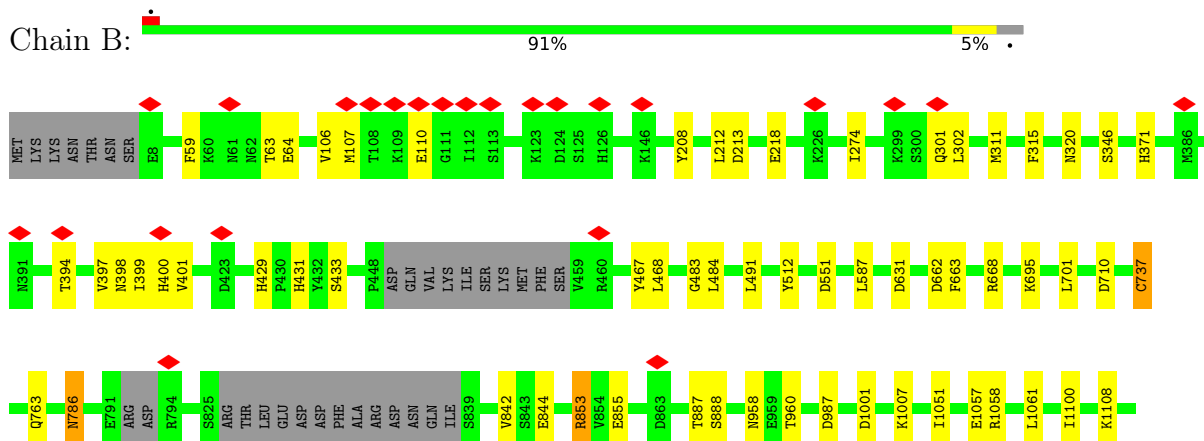 Chain B:
91% 5%
MET LYS LYS ASN THR ASN SER E8 F59 K60 N61 N62 T63 E64 V106 M107 T108 K109 E110 G111 I112 S113 K123 D124 S125 H126 K146 Y208 L212 D213 E218 K226 I274 K299 S300 Q301 L302 M311 F315 N320 S346 H371 M386
N391 T394 V397 N398 I399 H400 V401 D423 H429 P430 H431 Y432 S433 P448 ASP GLN VAL LYS ILE SER LYS MET PHE SER V459 R460 Y467 L468 G483 L484 L491 Y512 D551 L587 D631 D662 F663 R668 K695 L701 D710 C737
Q763 N786 E791 ARG ASP R794 S825 ARG THR LEU GLU ASP ASP PHE ALA ARG ASP ASN GLN ILE S839 V842 S843 E844 R853 V854 E855 D863 T887 S888 N958 E959 T960 D987 D1001 K1007 I1051 E1057 R1058 L1061 I1100 K1108